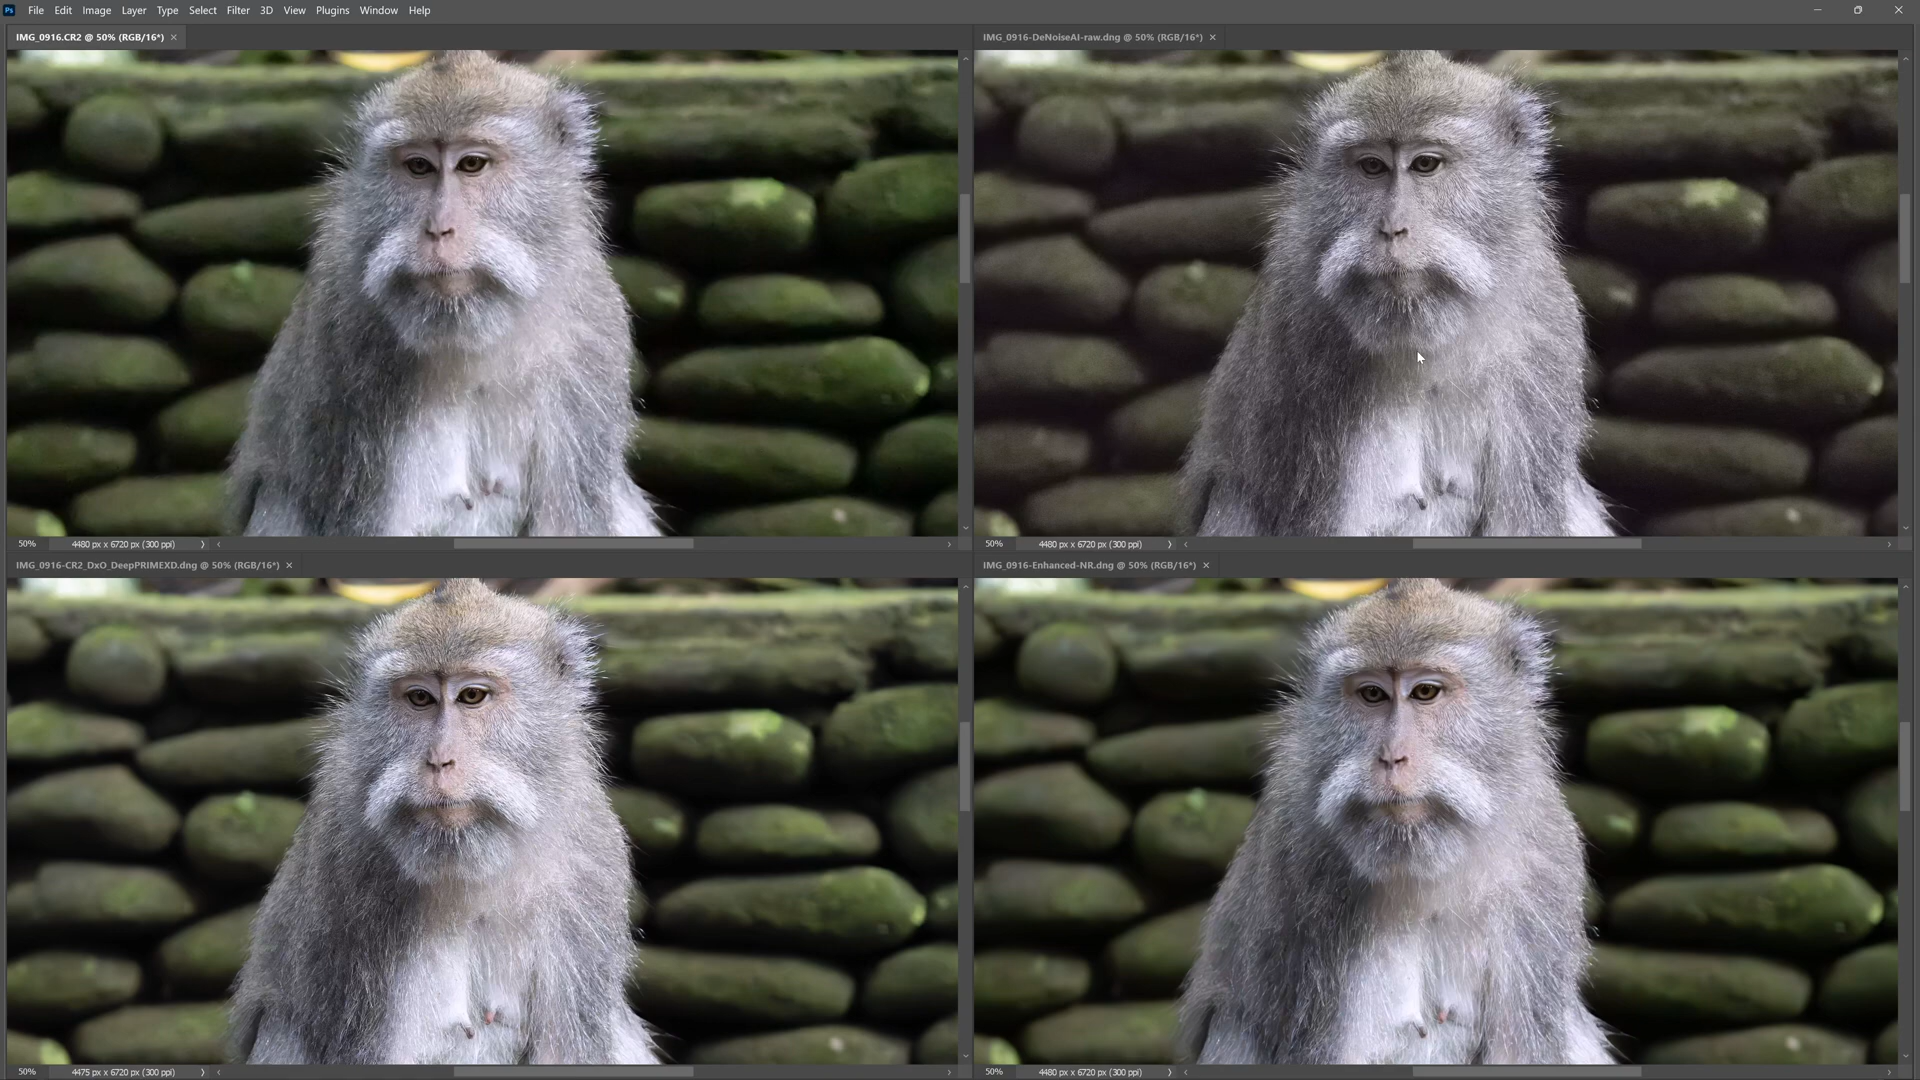 Ps File Edit Image Layer Type Select Filter 3D View Plugins Window Help
IMG_0916.CR2 @ 50% (RGB/16*)
IMG_0916-DeNoiseAI-raw.dng @ 50% (RGB/16*)
50% 4480 px x 6720 px (300 ppi)
50% 4480 px x 6720 px (300 ppi)
IMG_0916-CR2_DxO_DeepPRIMEXD.dng @ 50% (RGB/16*)
IMG_0916-Enhanced-NR.dng @ 50% (RGB/16*)
50% 4475 px x 6720 px (300 ppi)
50% 4480 px x 6720 px (300 ppi)